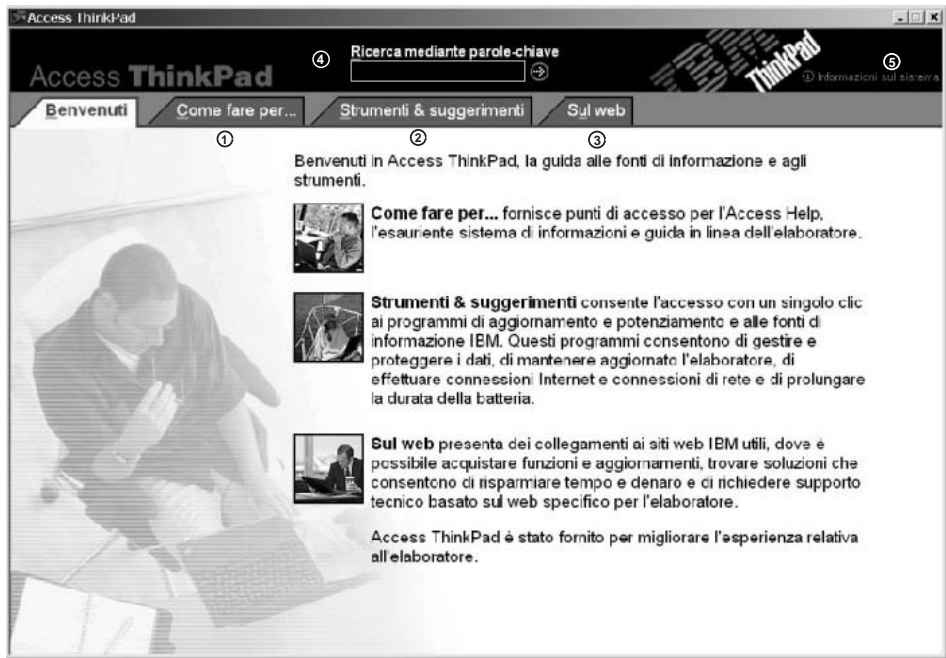 Access ThinkPad
④
Ricerca mediante parole-chiave
IBM
ThinkPad
⑤
Access ThinkPad
Informazioni sul sistema
Benvenuti
Come fare per...
Strumenti & suggerimenti
Sul web
①
②
③
Benvenuti in Access ThinkPad, la guida alle fonti di informazione e agli
strumenti.
Come fare per... fornisce punti di accesso per l'Access Help,
l'esauriente sistema di informazioni e guida in linea dell'elaboratore.
Strumenti & suggerimenti consente l'accesso con un singolo clic
ai programmi di aggiornamento e potenziamento e alle fonti di
informazione IBM. Questi programmi consentono di gestire e
proteggere i dati, di mantenere aggiornato l'elaboratore, di
effettuare connessioni Internet e connessioni di rete e di prolungare
la durata della batteria.
Sul web presenta dei collegamenti ai siti web IBM utili, dove è
possibile acquistare funzioni e aggiornamenti, trovare soluzioni che
consentono di risparmiare tempo e denaro e di richiedere supporto
tecnico basato sul web specifico per l'elaboratore.
Access ThinkPad è stato fornito per migliorare l'esperienza relativa
all'elaboratore.